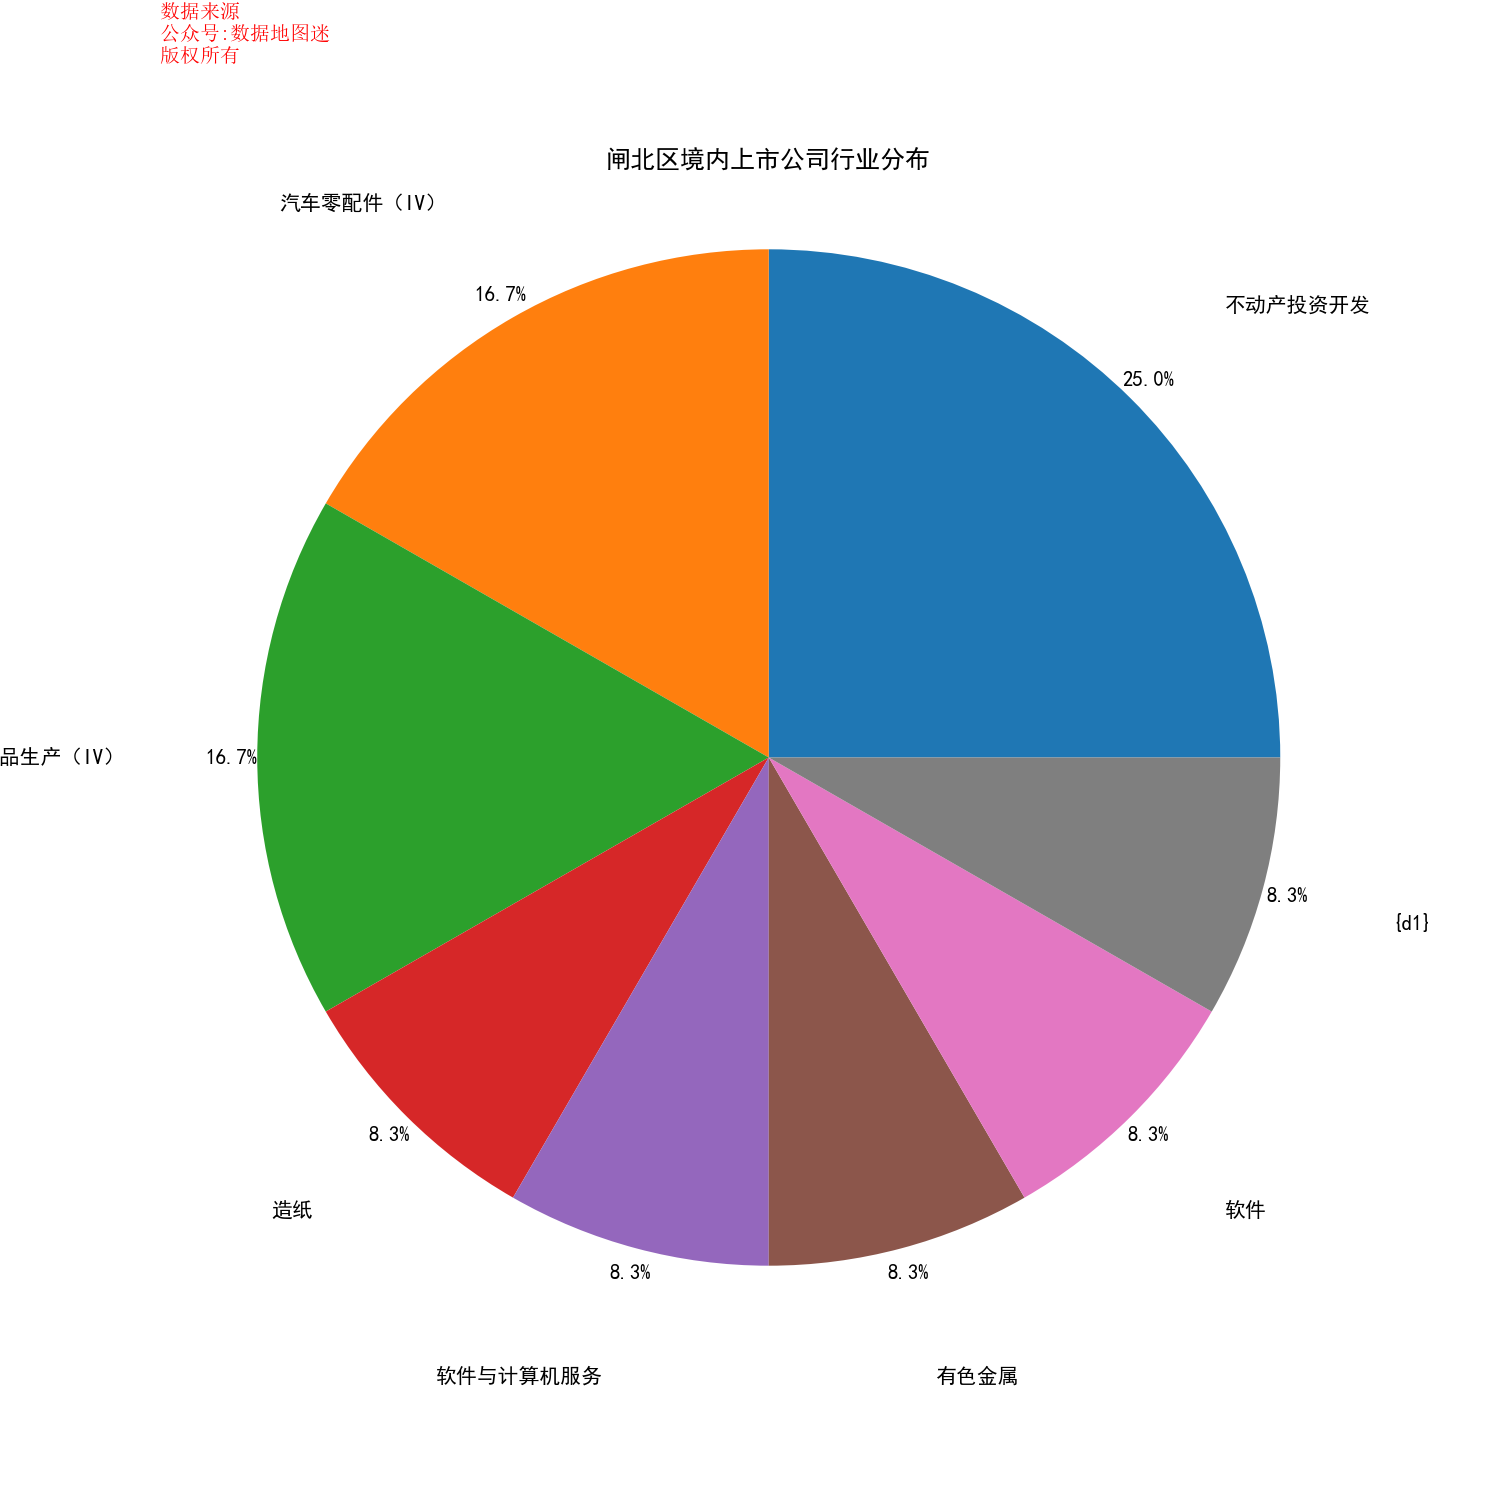 数据来源
公众号:数据地图迷
版权所有
闸北区境内上市公司行业分布
汽车零配件（IV）
16.7%
不动产投资开发
25.0%
品生产（IV）
16.7%
8.3%
{d1}
8.3%
8.3%
造纸
软件
8.3%
8.3%
软件与计算机服务
有色金属